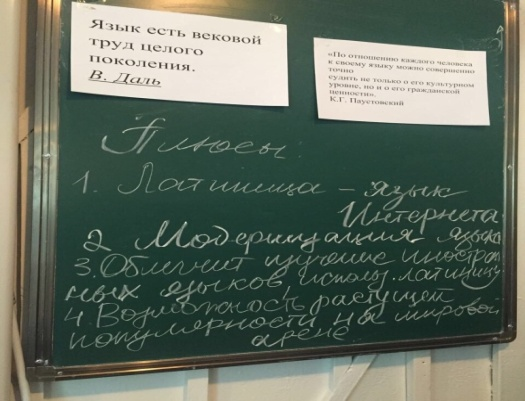 Язык есть вековой
труд целого
поколения.
В. Даль
«По отношению каждого человека
к своему языку можно совершенно
точно
судить не только о его культурном
уровне, но и о его гражданской
ценности».
К.Г. Паустовский
Плюсы:
1. Латиница – язык
Интернета
2 Модернизация языка
3. Облегчит изучение иностран
ных языков, использ. латиницу
4. Возможность растущей
популярности на мировой
арене